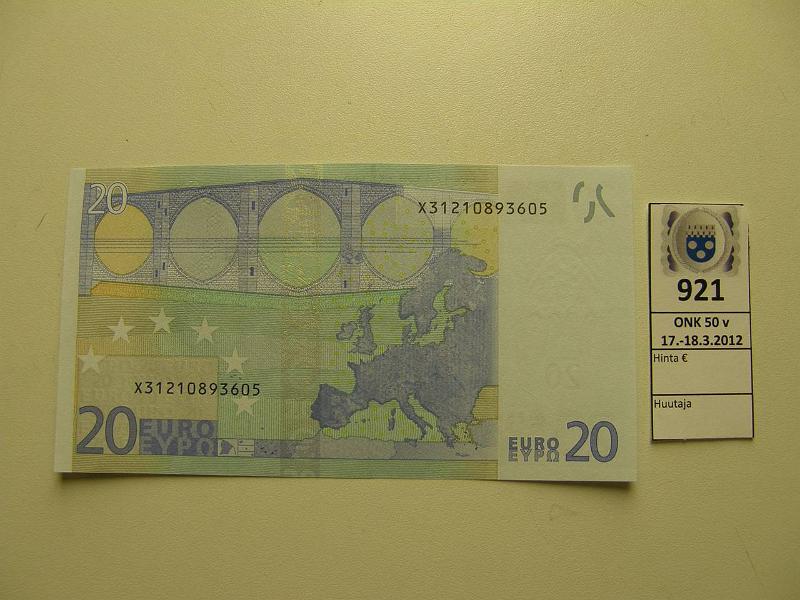 20
X31210893605
X31210893605
20 EURO
ΕΥΡΩ
EURO 20
ΕΥΡΩ
921
ONK 50 v
17.-18.3.2012
Hinta €
Huutaja